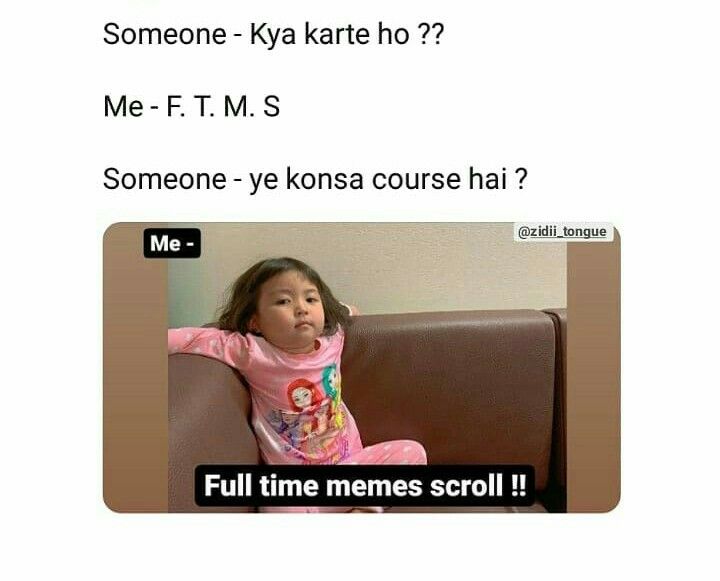 Someone - Kya karte ho ??
Me - F. T. M. S
Someone - ye konsa course hai ?
Me -
@zidii_tongue
Full time memes scroll !!